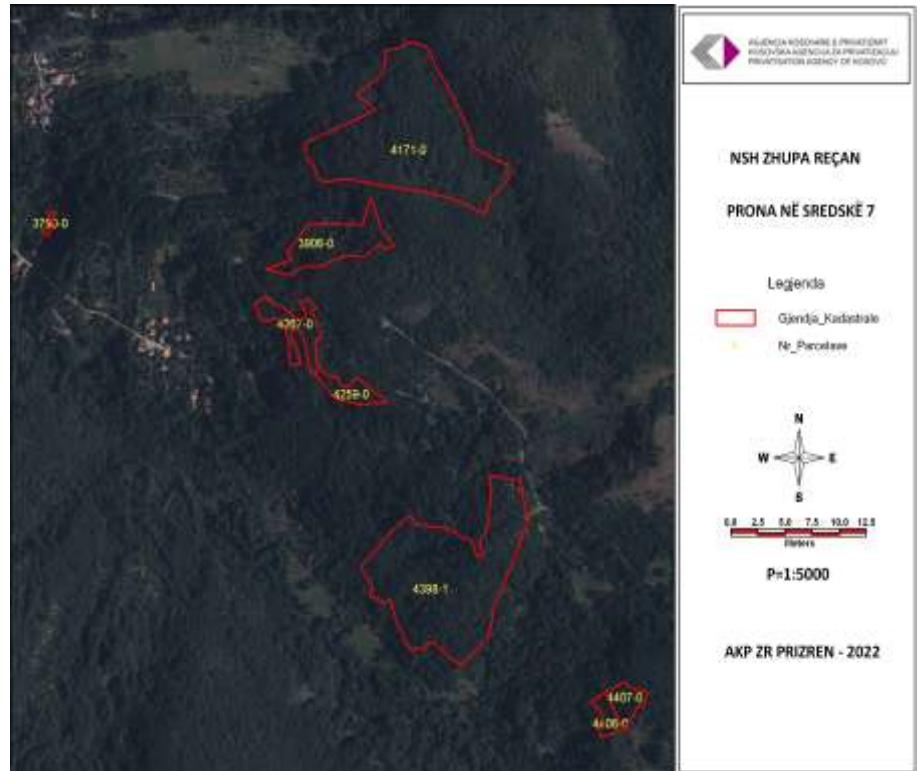 4171-0
3906-0
4259-0
4398-1
4407-0
AGJENCIA KOSOVARE E PRIVATIZIMIT
KOSOVSKA AGENCIJA ZA PRIVATIZACIJU
PRIVATISATION AGENCY OF KOSOVO
NSH ZHUPA REÇAN
PRONA NË SREDSKË 7
Legjenda
Gjendja_Kadastrale
Nr_Parcelave
N
W E
S
0.0 2.5 5.0 7.5 10.0 12.5
Meters
P=1:5000
AKP ZR PRIZREN - 2022